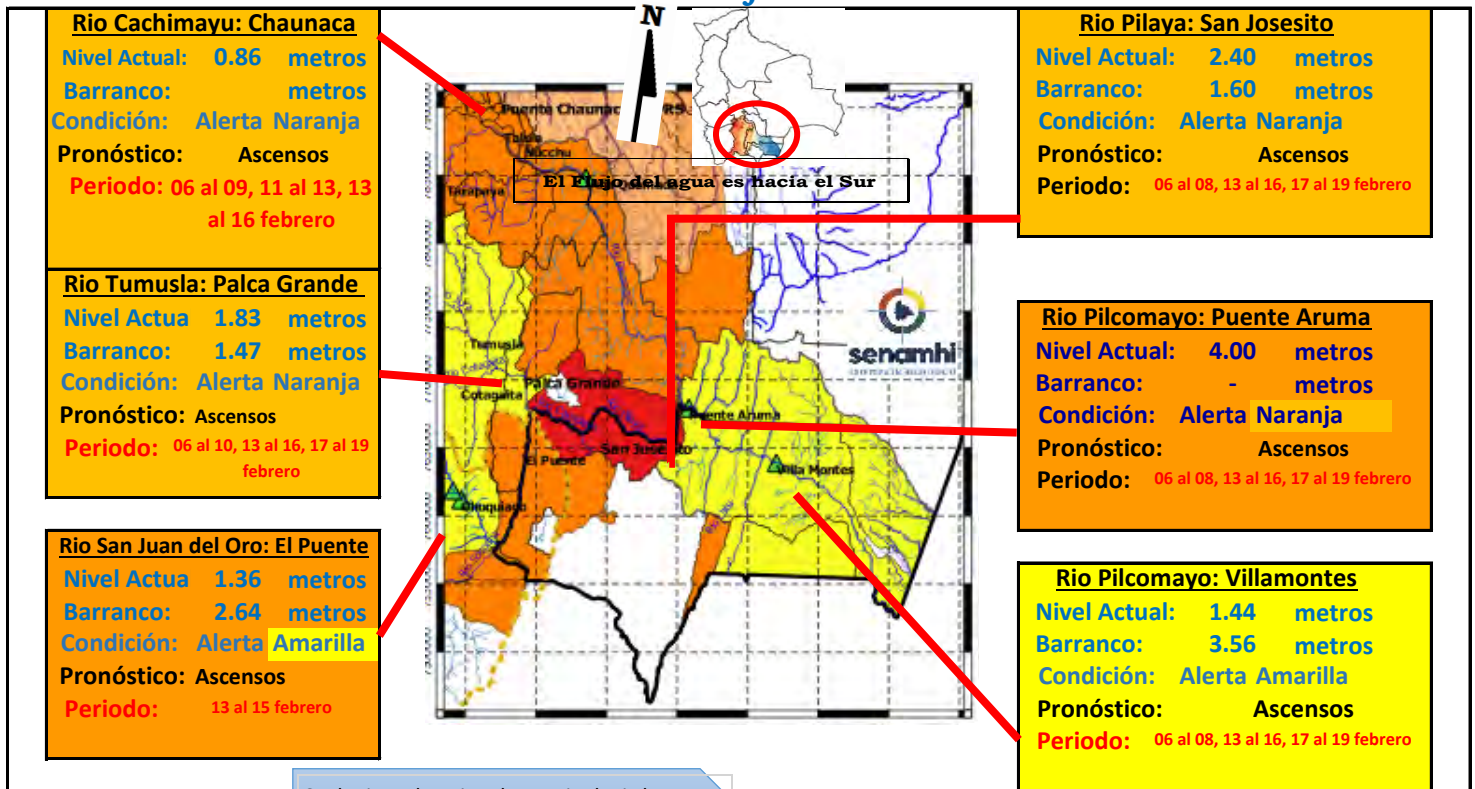 Rio Cachimayu: Chaunaca
Nivel Actual: 0.86 metros
Barranco: metros
Condición: Alerta Naranja
Pronóstico: Ascensos
Periodo: 06 al 09, 11 al 13, 13
al 16 febrero
Rio Tumusla: Palca Grande
Nivel Actua 1.83 metros
Barranco: 1.47 metros
Condición: Alerta Naranja
Pronóstico: Ascensos
Periodo: 06 al 10, 13 al 16, 17 al 19
febrero
Rio San Juan del Oro: El Puente
Nivel Actua 1.36 metros
Barranco: 2.64 metros
Condición: Alerta Amarilla
Pronóstico: Ascensos
Periodo: 13 al 15 febrero
N
Puente Chaunac
Talula
Nucchu
El Flujo del agua es hacia el Sur
Tarapaya
senamhi
Tumusla
Palca Grande
Cotagaita
Puente Aruma
San Josesito
El Puente
Villa Montes
Rio Pilaya: San Josesito
Nivel Actual: 2.40 metros
Barranco: 1.60 metros
Condición: Alerta Naranja
Pronóstico: Ascensos
Periodo: 06 al 08, 13 al 16, 17 al 19 febrero
Rio Pilcomayo: Puente Aruma
Nivel Actual: 4.00 metros
Barranco: - metros
Condición: Alerta Naranja
Pronóstico: Ascensos
Periodo: 06 al 08, 13 al 16, 17 al 19 febrero
Rio Pilcomayo: Villamontes
Nivel Actual: 1.44 metros
Barranco: 3.56 metros
Condición: Alerta Amarilla
Pronóstico: Ascensos
Periodo: 06 al 08, 13 al 16, 17 al 19 febrero